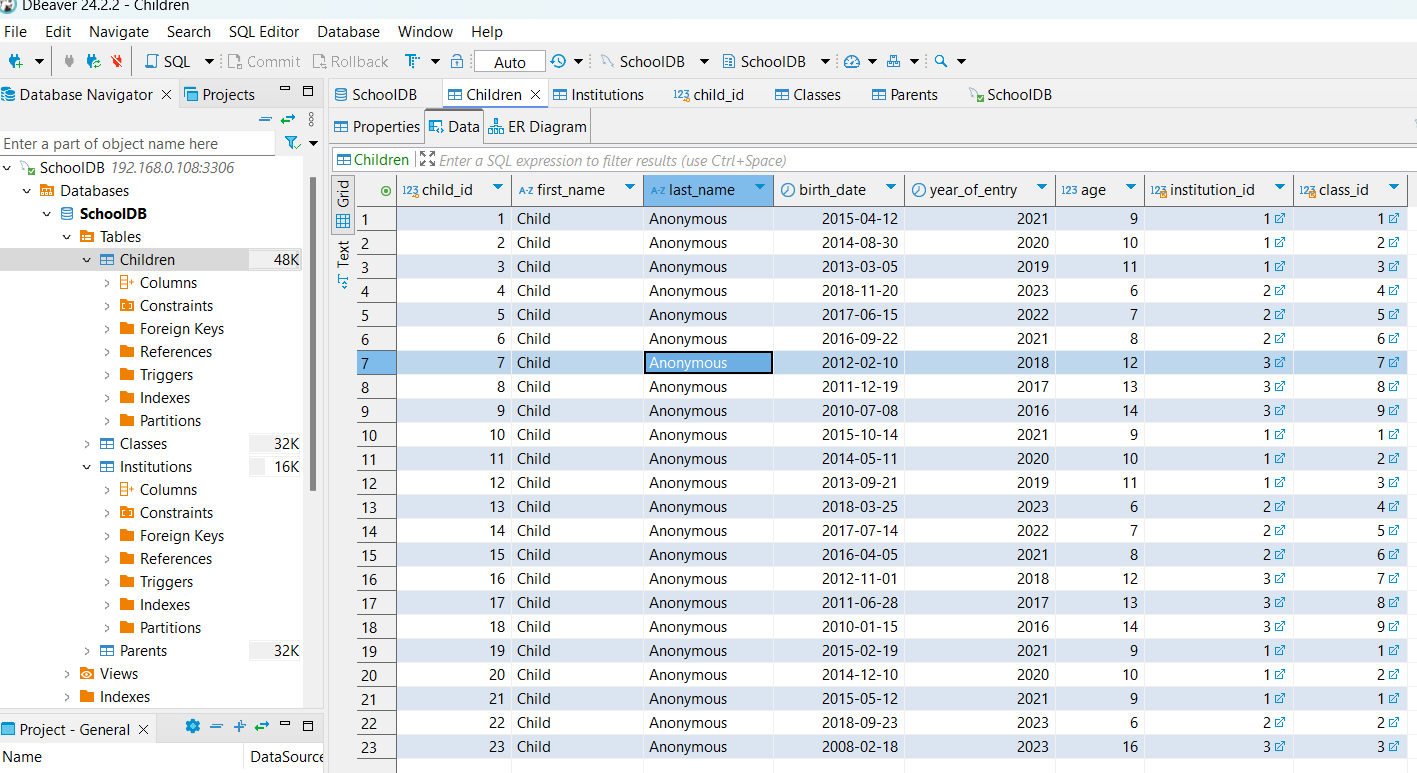 DBeaver 24.2.2 - Children
File Edit Navigate Search SQL Editor Database Window Help
SQL Commit Rollback Auto SchoolDB SchoolDB
Database Navigator Projects
Enter a part of object name here
SchoolDB 192.168.0.108:3306
Databases
SchoolDB
Tables
Children 48K
Columns
Constraints
Foreign Keys
References
Triggers
Indexes
Partitions
Classes 32K
Institutions 16K
Columns
Constraints
Foreign Keys
References
Triggers
Indexes
Partitions
Parents 32K
Views
Indexes
Project - General
Name DataSource
SchoolDB Children Institutions 123 child_id Classes Parents SchoolDB
Properties Data ER Diagram
Children Enter a SQL expression to filter results (use Ctrl+Space)
Grid
Text
123 child_id A-Z first_name A-Z last_name birth_date year_of_entry 123 age 123 institution_id 123 class_id
1 1 Child Anonymous 2015-04-12 2021 9 1 1
2 2 Child Anonymous 2014-08-30 2020 10 1 2
3 3 Child Anonymous 2013-03-05 2019 11 1 3
4 4 Child Anonymous 2018-11-20 2023 6 2 4
5 5 Child Anonymous 2017-06-15 2022 7 2 5
6 6 Child Anonymous 2016-09-22 2021 8 2 6
7 7 Child Anonymous 2012-02-10 2018 12 3 7
8 8 Child Anonymous 2011-12-19 2017 13 3 8
9 9 Child Anonymous 2010-07-08 2016 14 3 9
10 10 Child Anonymous 2015-10-14 2021 9 1 1
11 11 Child Anonymous 2014-05-11 2020 10 1 2
12 12 Child Anonymous 2013-09-21 2019 11 1 3
13 13 Child Anonymous 2018-03-25 2023 6 2 4
14 14 Child Anonymous 2017-07-14 2022 7 2 5
15 15 Child Anonymous 2016-04-05 2021 8 2 6
16 16 Child Anonymous 2012-11-01 2018 12 3 7
17 17 Child Anonymous 2011-06-28 2017 13 3 8
18 18 Child Anonymous 2010-01-15 2016 14 3 9
19 19 Child Anonymous 2015-02-19 2021 9 1 1
20 20 Child Anonymous 2014-12-10 2020 10 1 2
21 21 Child Anonymous 2015-05-12 2021 9 1 1
22 22 Child Anonymous 2018-09-23 2023 6 2 2
23 23 Child Anonymous 2008-02-18 2023 16 3 3